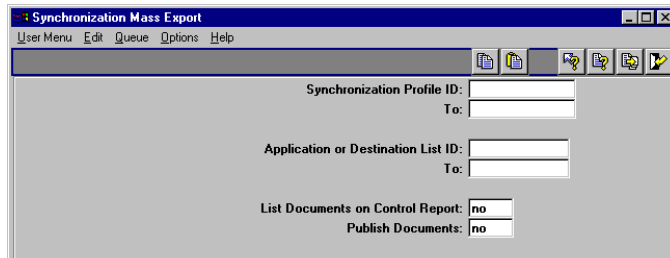 Synchronization Mass Export
User Menu Edit Queue Options Help
Synchronization Profile ID:
To:
Application or Destination List ID:
To:
List Documents on Control Report: no
Publish Documents: no